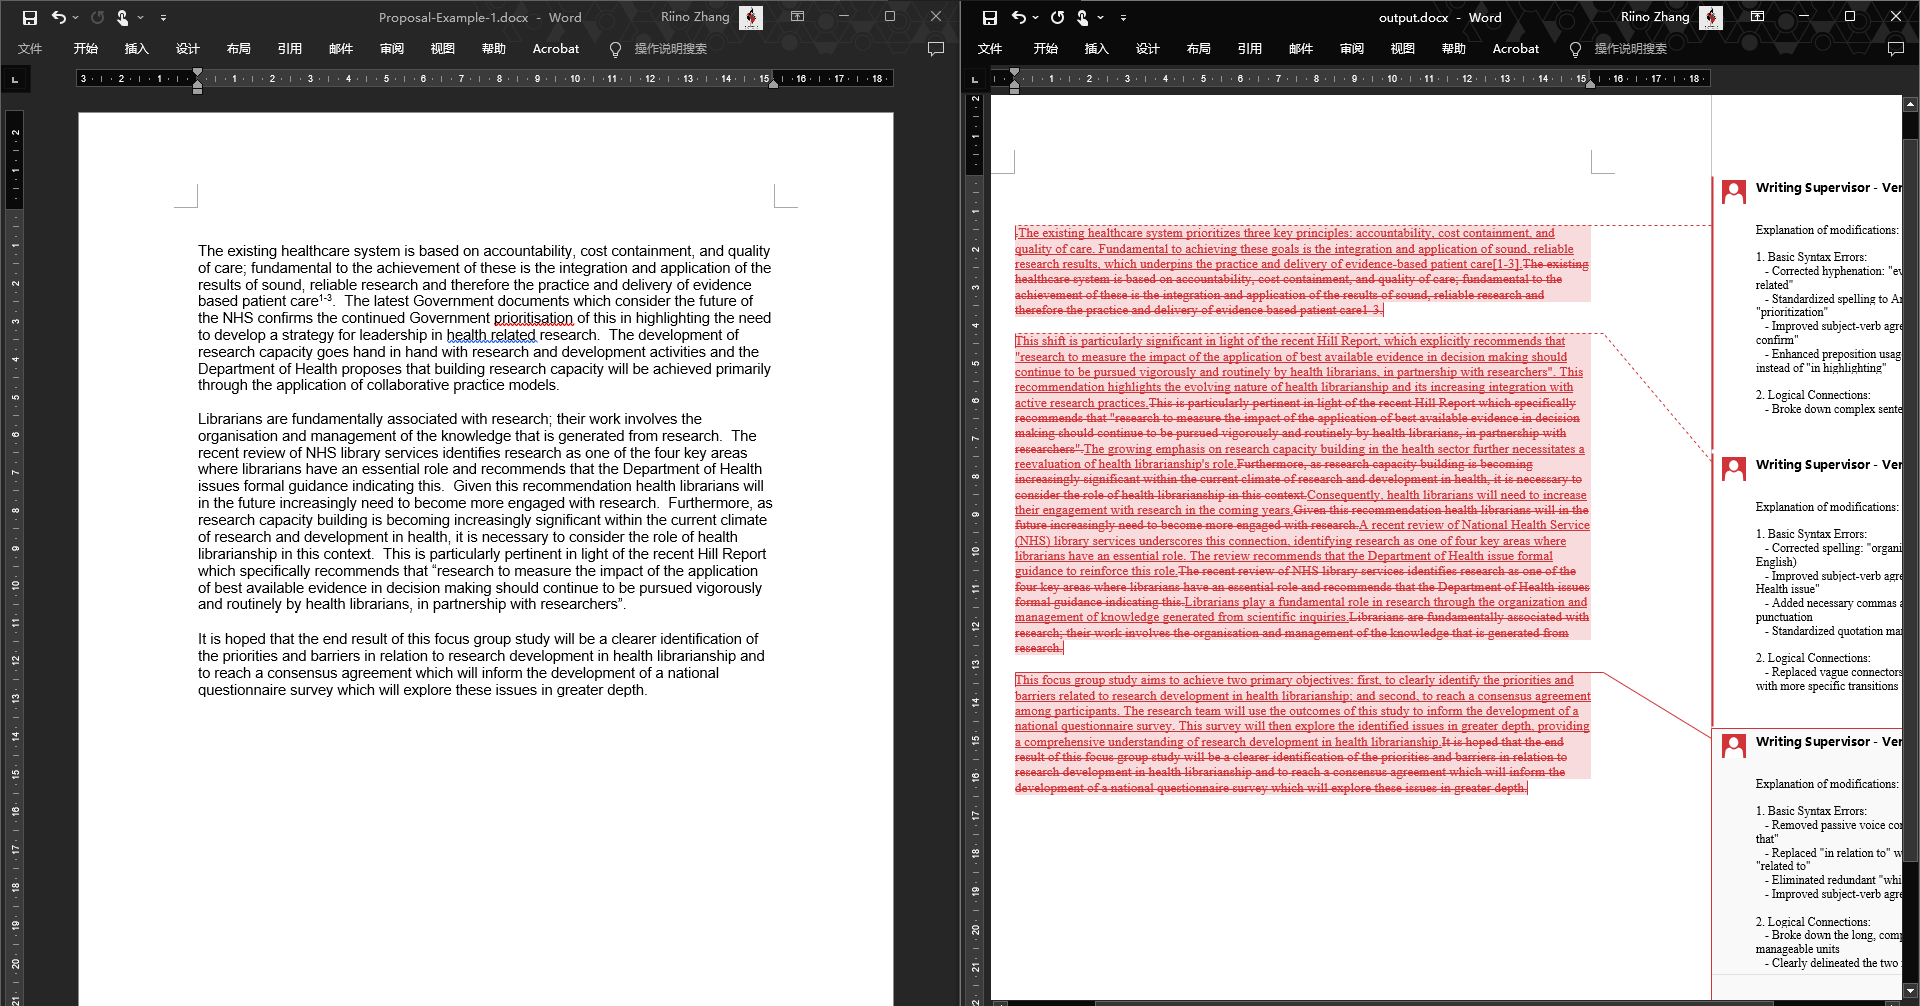 Proposal-Example-1.docx - Word
Riino Zhang
文件 开始 插入 设计 布局 引用 邮件 审阅 视图 帮助 Acrobat 操作说明搜索
3 2 1 1 2 3 4 5 6 7 8 9 10 11 12 13 14 15 16 17 18
The existing healthcare system is based on accountability, cost containment, and quality
of care; fundamental to the achievement of these is the integration and application of the
results of sound, reliable research and therefore the practice and delivery of evidence
based patient care1-3. The latest Government documents which consider the future of
the NHS confirms the continued Government prioritisation of this in highlighting the need
to develop a strategy for leadership in health related research. The development of
research capacity goes hand in hand with research and development activities and the
Department of Health proposes that building research capacity will be achieved primarily
through the application of collaborative practice models.
Librarians are fundamentally associated with research; their work involves the
organisation and management of the knowledge that is generated from research. The
recent review of NHS library services identifies research as one of the four key areas
where librarians have an essential role and recommends that the Department of Health
issues formal guidance indicating this. Given this recommendation health librarians will
in the future increasingly need to become more engaged with research. Furthermore, as
research capacity building is becoming increasingly significant within the current climate
of research and development in health, it is necessary to consider the role of health
librarianship in this context. This is particularly pertinent in light of the recent Hill Report
which specifically recommends that “research to measure the impact of the application
of best available evidence in decision making should continue to be pursued vigorously
and routinely by health librarians, in partnership with researchers”.
It is hoped that the end result of this focus group study will be a clearer identification of
the priorities and barriers in relation to research development in health librarianship and
to reach a consensus agreement which will inform the development of a national
questionnaire survey which will explore these issues in greater depth.
output.docx - Word
Riino Zhang
文件 开始 插入 设计 布局 引用 邮件 审阅 视图 帮助 Acrobat 操作说明搜索
1 2 3 4 5 6 7 8 9 10 11 12 13 14 15 16 17 18
The existing healthcare system prioritizes three key principles: accountability, cost containment, and
quality of care. Fundamental to achieving these goals is the integration and application of sound, reliable
research results, which underpins the practice and delivery of evidence-based patient care[1-3].The existing
healthcare system is based on accountability, cost containment, and quality of care; fundamental to the
achievement of these is the integration and application of the results of sound, reliable research and
therefore the practice and delivery of evidence based patient care1-3.
This shift is particularly significant in light of the recent Hill Report, which explicitly recommends that
"research to measure the impact of the application of best available evidence in decision making should
continue to be pursued vigorously and routinely by health librarians, in partnership with researchers". This
recommendation highlights the evolving nature of health librarianship and its increasing integration with
active research practices.This is particularly pertinent in light of the recent Hill Report which specifically
recommends that "research to measure the impact of the application of best available evidence in decision
making should continue to be pursued vigorously and routinely by health librarians, in partnership with
researchers".The growing emphasis on research capacity building in the health sector further necessitates a
reevaluation of health librarianship's role.Furthermore, as research capacity building is becoming
increasingly significant within the current climate of research and development in health, it is necessary to
consider the role of health librarianship in this context.Consequently, health librarians will need to increase
their engagement with research in the coming years.Given this recommendation health librarians will in the
future increasingly need to become more engaged with research.A recent review of National Health Service
(NHS) library services underscores this connection, identifying research as one of four key areas where
librarians have an essential role. The review recommends that the Department of Health issue formal
guidance to reinforce this role.The recent review of NHS library services identifies research as one of the
four key areas where librarians have an essential role and recommends that the Department of Health issues
formal guidance indicating this.Librarians play a fundamental role in research through the organization and
management of knowledge generated from scientific inquiries.Librarians are fundamentally associated with
research; their work involves the organisation and management of the knowledge that is generated from
research.
This focus group study aims to achieve two primary objectives: first, to clearly identify the priorities and
barriers related to research development in health librarianship; and second, to reach a consensus agreement
among participants. The research team will use the outcomes of this study to inform the development of a
national questionnaire survey. This survey will then explore the identified issues in greater depth, providing
a comprehensive understanding of research development in health librarianship.It is hoped that the end
result of this focus group study will be a clearer identification of the priorities and barriers in relation to
research development in health librarianship and to reach a consensus agreement which will inform the
development of a national questionnaire survey which will explore these issues in greater depth.
Writing Supervisor - Ver
Explanation of modifications:
1. Basic Syntax Errors:
- Corrected hyphenation: "ev
related"
- Standardized spelling to Am
"prioritization"
- Improved subject-verb agre
confirm"
- Enhanced preposition usag
instead of "in highlighting"
2. Logical Connections:
- Broke down complex sente
Writing Supervisor - Ver
Explanation of modifications:
1. Basic Syntax Errors:
- Corrected spelling: "organi
English)
- Improved subject-verb agre
Health issue"
- Added necessary commas a
punctuation
- Standardized quotation mar
2. Logical Connections:
- Replaced vague connectors
with more specific transitions
Writing Supervisor - Ver
Explanation of modifications:
1. Basic Syntax Errors:
- Removed passive voice con
that"
- Replaced "in relation to" w
"related to"
- Eliminated redundant "whi
- Improved subject-verb agre
2. Logical Connections:
- Broke down the long, comp
manageable units
- Clearly delineated the two